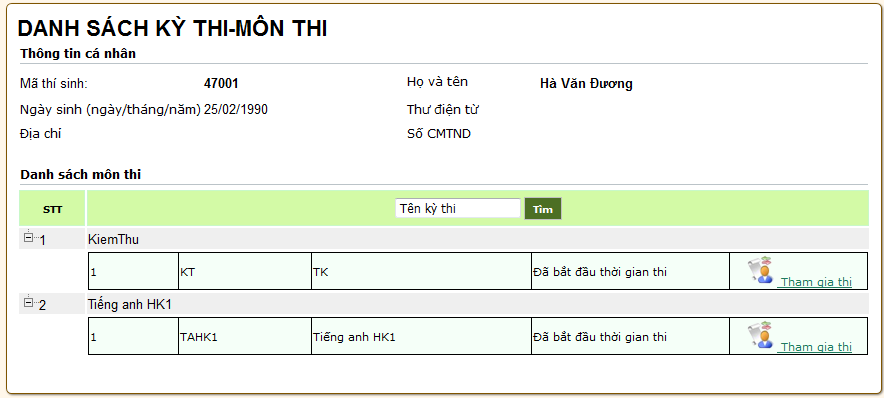 DANH SÁCH KỲ THI-MÔN THI
Thông tin cá nhân
Mã thí sinh: 47001 Họ và tên Hà Văn Đương
Ngày sinh (ngày/tháng/năm) 25/02/1990 Thư điện từ
Địa chỉ Số CMTND
Danh sách môn thi
STT Tên kỳ thi Tìm
1 KiemThu
1 KT TK Đã bắt đầu thời gian thi Tham gia thi
2 Tiếng anh HK1
1 TAHK1 Tiếng anh HK1 Đã bắt đầu thời gian thi Tham gia thi